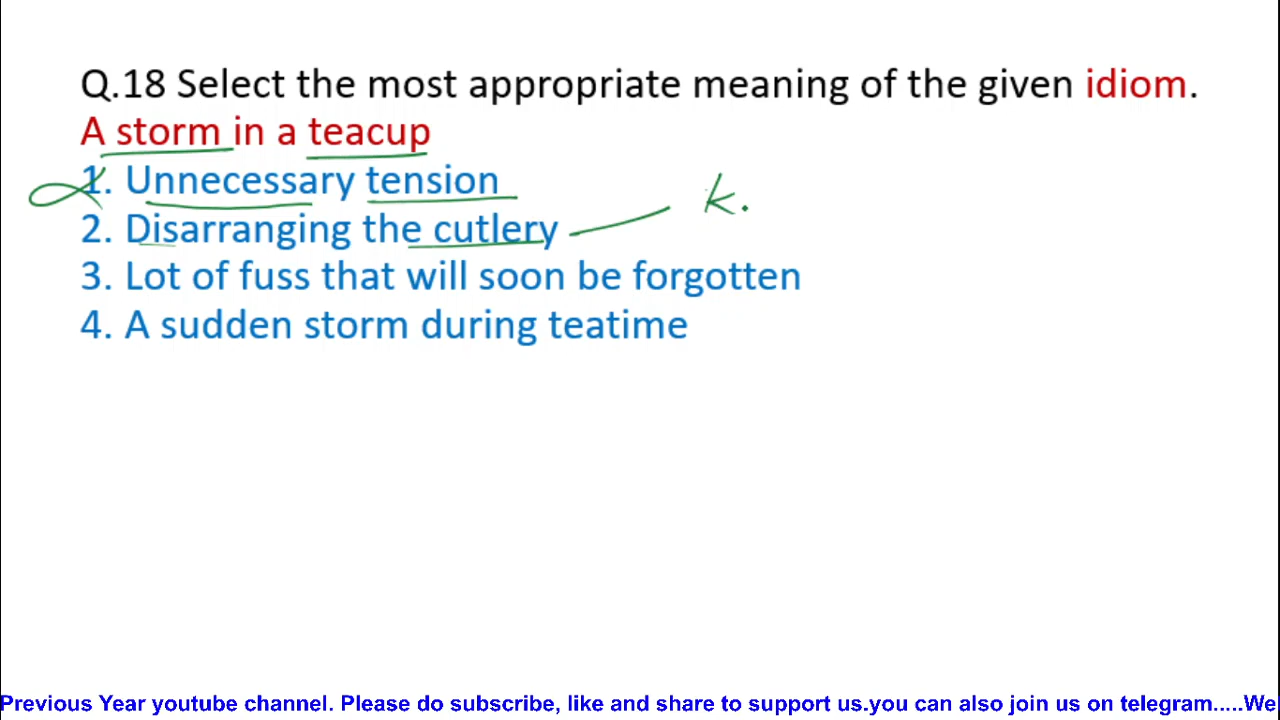 Q.18 Select the most appropriate meaning of the given idiom.
A storm in a teacup
1. Unnecessary tension
2. Disarranging the cutlery
k.
3. Lot of fuss that will soon be forgotten
4. A sudden storm during teatime
Previous Year youtube channel. Please do subscribe, like and share to support us.you can also join us on telegram.....We